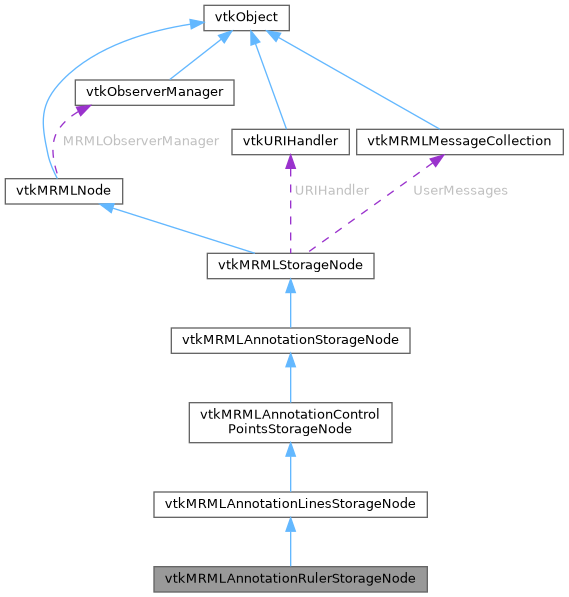 vtkObject
vtkObserverManager
MRMLObserverManager
vtkURIHandler
vtkMRMLMessageCollection
vtkMRMLNode
URIHandler
UserMessages
vtkMRMLStorageNode
vtkMRMLAnnotationStorageNode
vtkMRMLAnnotationControl
PointsStorageNode
vtkMRMLAnnotationLinesStorageNode
vtkMRMLAnnotationRulerStorageNode